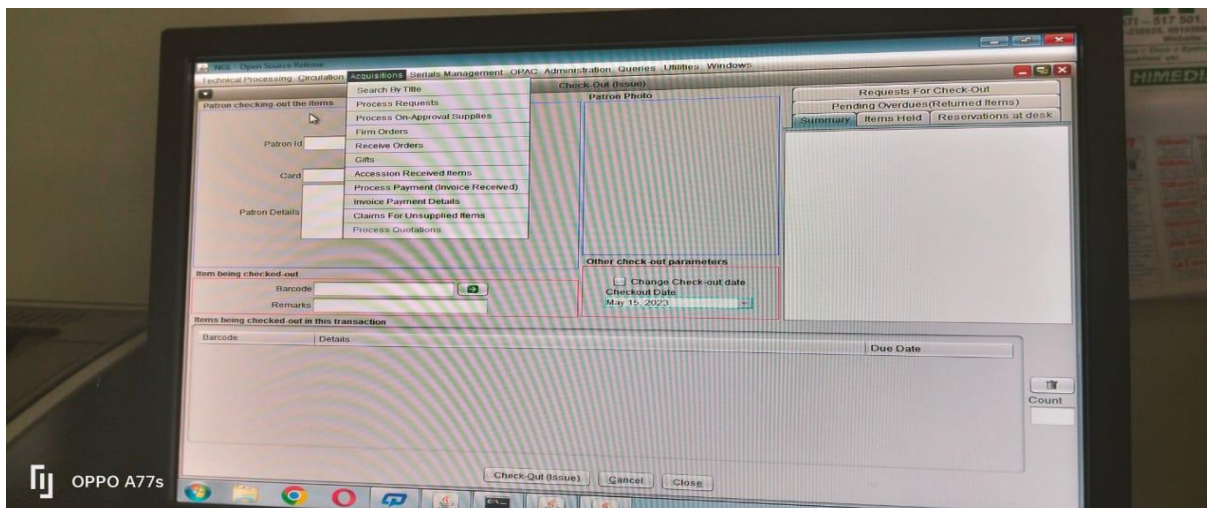 NGL - Open Source Release
Technical Processing Circulation Acquisitions Serials Management OPAC Administration Queries Utilities Windows
Check-Out (Issue)
Search By Title
Process Requests
Process On-Approval Supplies
Firm Orders
Receive Orders
Gifts
Accession Received Items
Process Payment (Invoice Received)
Invoice Payment Details
Claims For Unsupplied Items
Process Quotations
Patron checking-out the items
Patron Id
Card
Patron Details
Patron Photo
Requests For Check-Out
Pending Overdues(Returned Items)
Summary Items Held Reservations at desk
Item being checked-out
Barcode
Remarks
Other check-out parameters
Change Check-out date
Checkout Date
May 15, 2023
Items being checked-out in this transaction
Barcode Details Due Date
Count
Check-Out (Issue) Cancel Close
OPPO A77s
517 501.
Website
HIMEDI